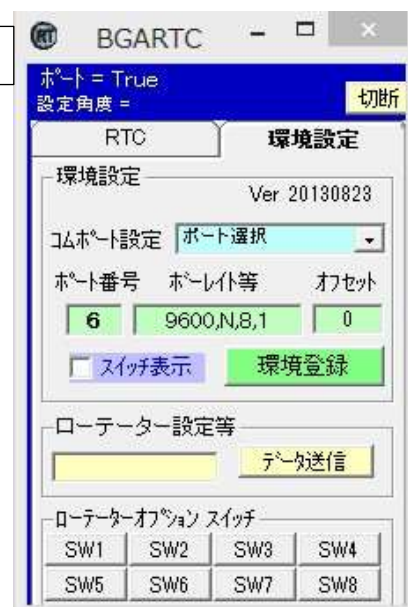 BGARTC
ﾎﾟｰﾄ = True
設定角度 =
切断
RTC
環境設定
環境設定
Ver 20130823
ｺﾑﾎﾟｰﾄ設定
ﾎﾟｰﾄ選択
ﾎﾟｰﾄ番号 ﾎﾞｰﾚｲﾄ等 ｵﾌｾｯﾄ
6 9600,N,8,1 0
ｽｲｯﾁ表示 環境登録
ローテーター設定等
ﾃﾞｰﾀ送信
ﾛｰﾃｰﾀｰｵﾌﾟｼｮﾝ ｽｲｯﾁ
SW1 SW2 SW3 SW4
SW5 SW6 SW7 SW8